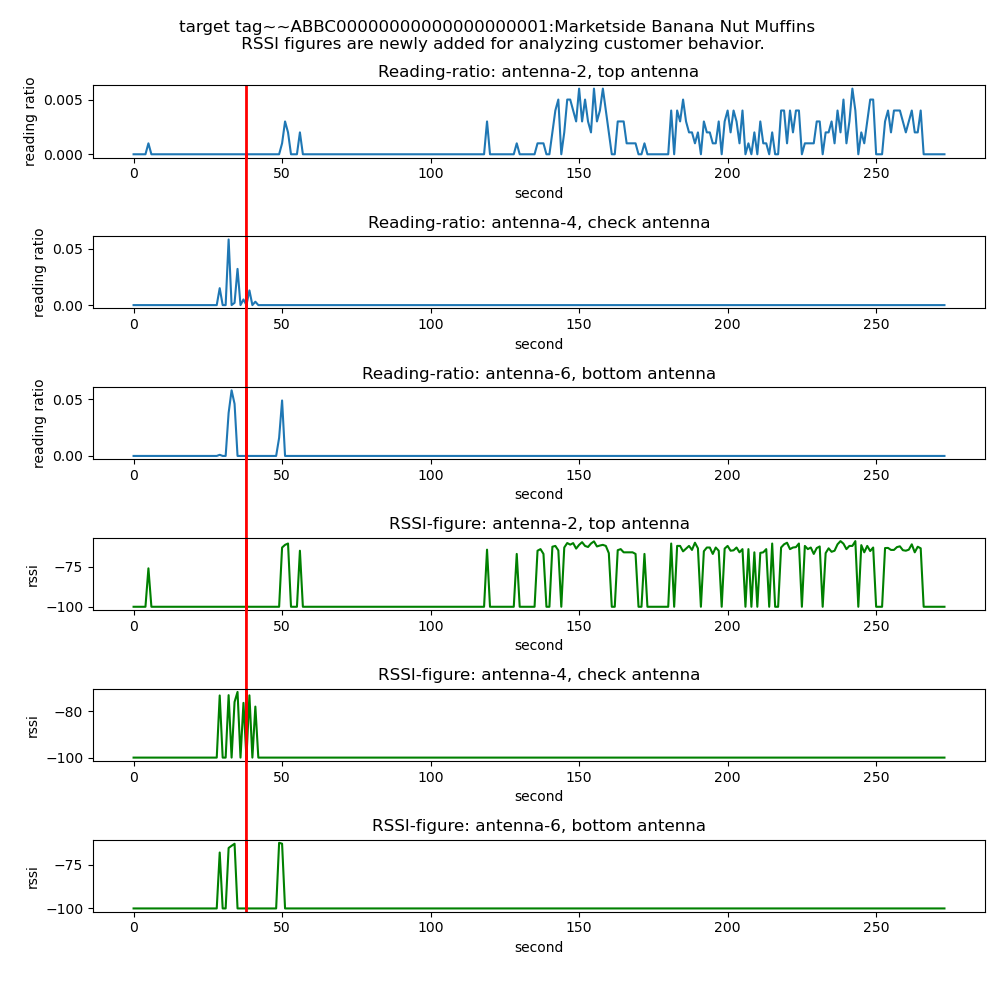 target tag~~ABBC00000000000000000001:Marketside Banana Nut Muffins
RSSI figures are newly added for analyzing customer behavior.
Reading-ratio: antenna-2, top antenna
reading ratio
0.005
0.000
0 50 100 150 200 250
second
Reading-ratio: antenna-4, check antenna
reading ratio
0.05
0.00
0 50 100 150 200 250
second
Reading-ratio: antenna-6, bottom antenna
reading ratio
0.05
0.00
0 50 100 150 200 250
second
RSSI-figure: antenna-2, top antenna
rssi
−75
−100
0 50 100 150 200 250
second
RSSI-figure: antenna-4, check antenna
rssi
−80
−100
0 50 100 150 200 250
second
RSSI-figure: antenna-6, bottom antenna
rssi
−75
−100
0 50 100 150 200 250
second